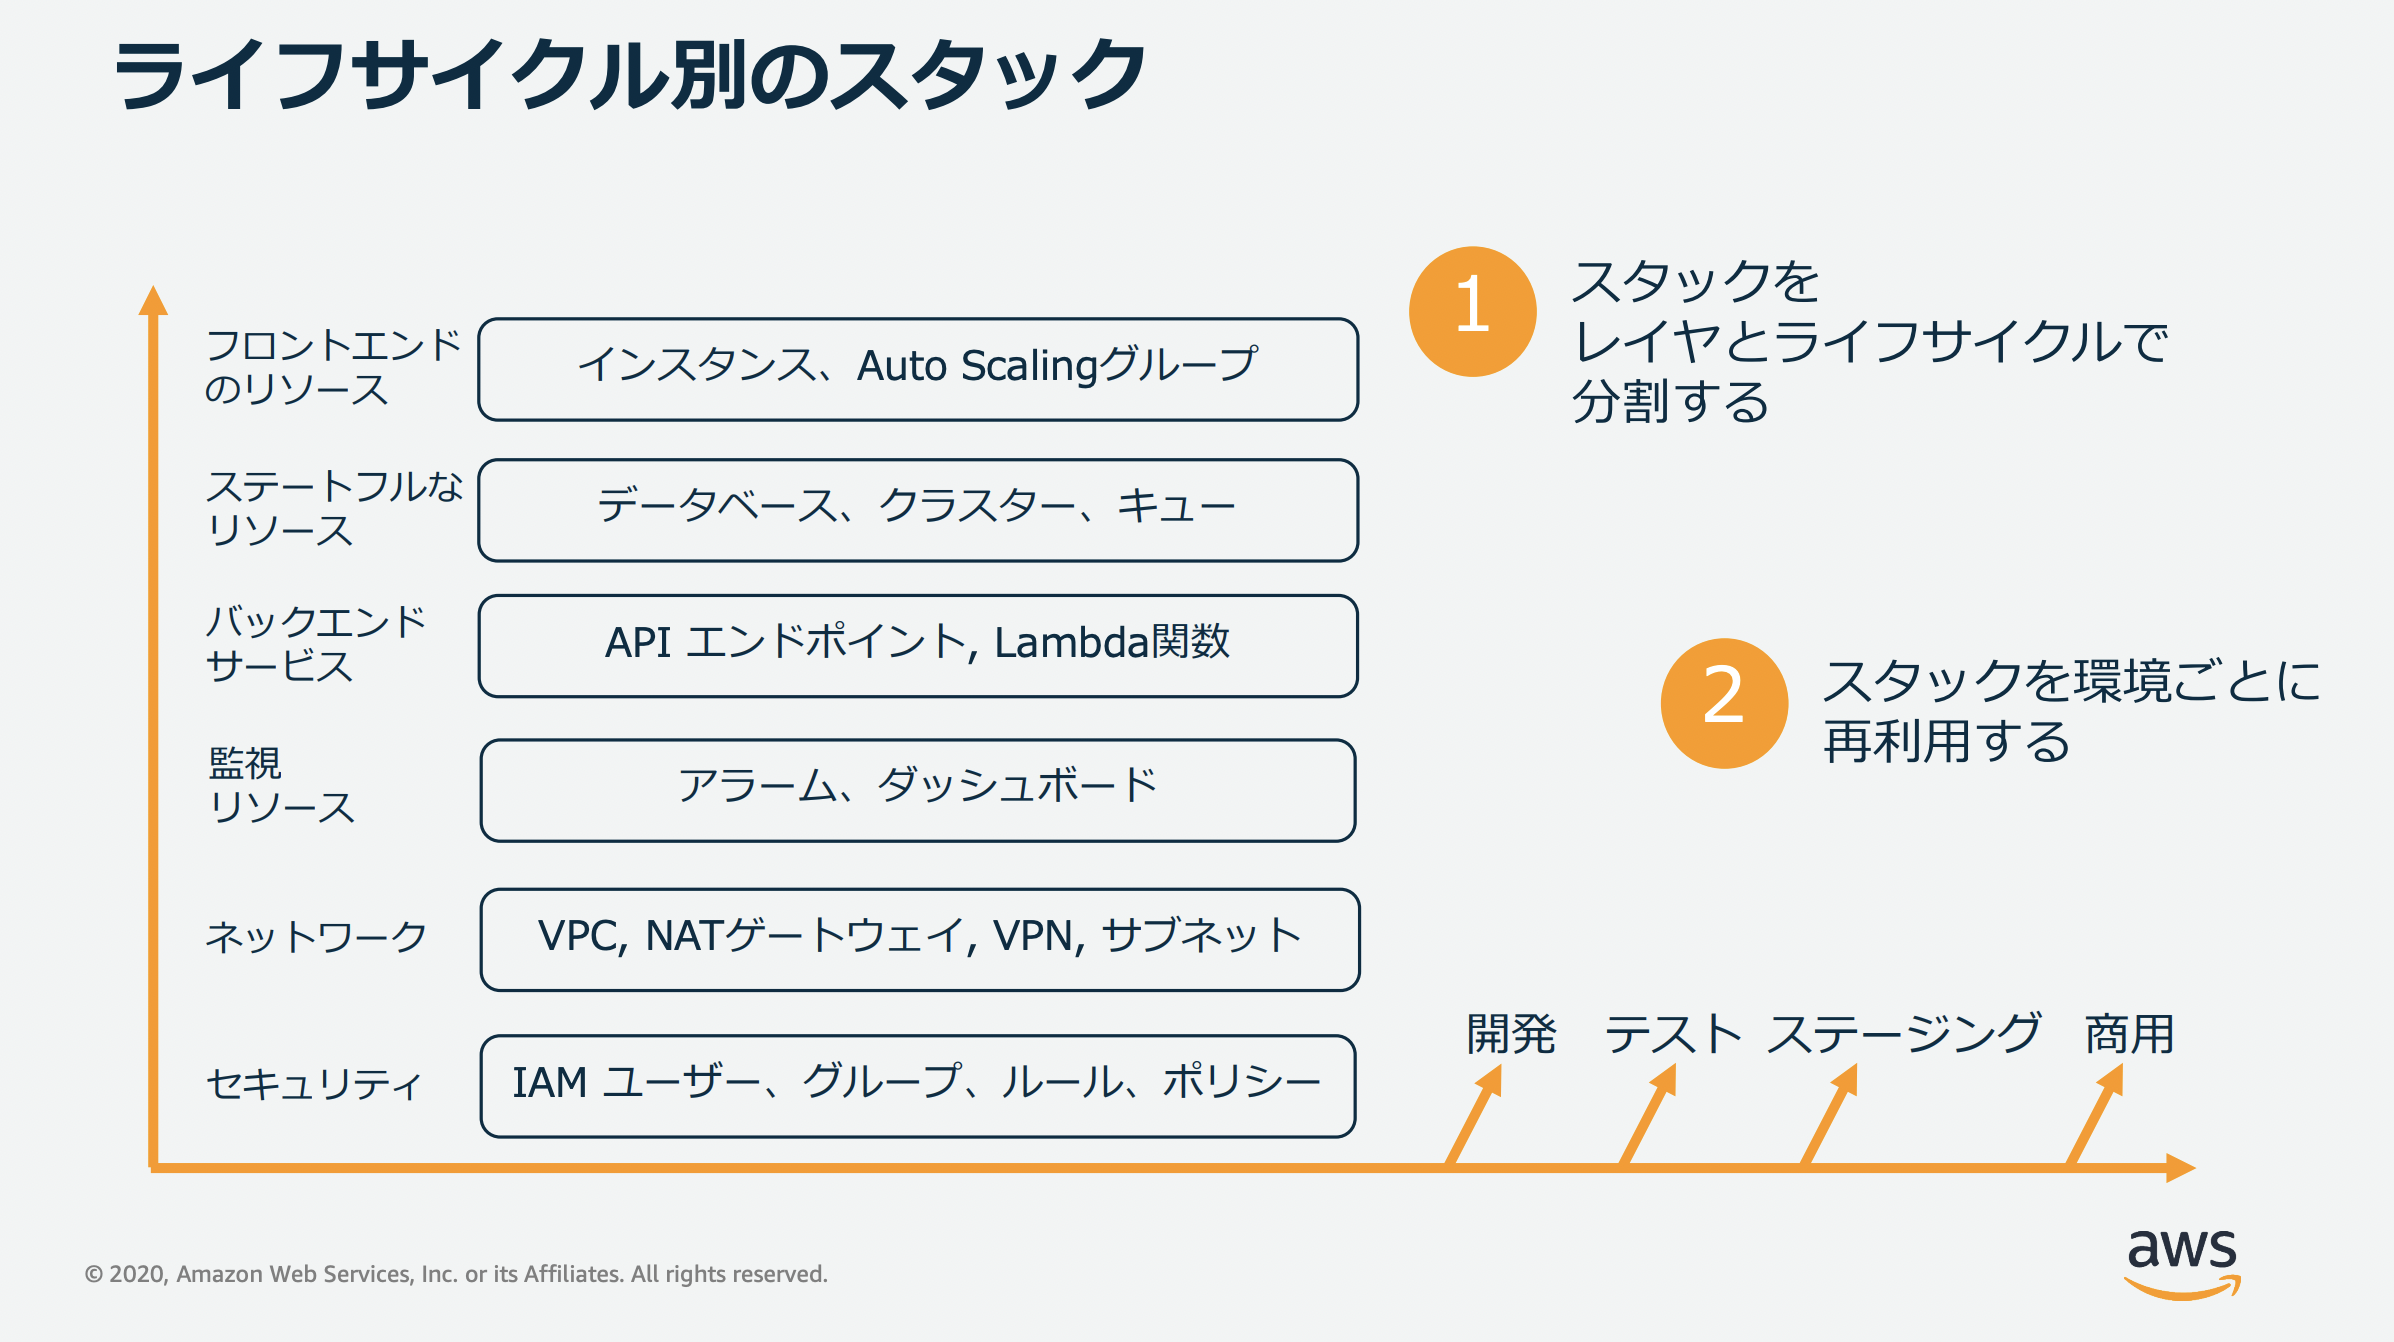 ライフサイクル別のスタック
フロントエンド
のリソース
インスタンス、Auto Scalingグループ
ステートフルな
リソース
データベース、クラスター、キュー
バックエンド
サービス
API エンドポイント, Lambda関数
監視
リソース
アラーム、ダッシュボード
ネットワーク
VPC, NATゲートウェイ, VPN, サブネット
セキュリティ
IAM ユーザー、グループ、ルール、ポリシー
1
スタックを
レイヤとライフサイクルで
分割する
2
スタックを環境ごとに
再利用する
開発 テスト ステージング 商用
© 2020, Amazon Web Services, Inc. or its Affiliates. All rights reserved.
aws